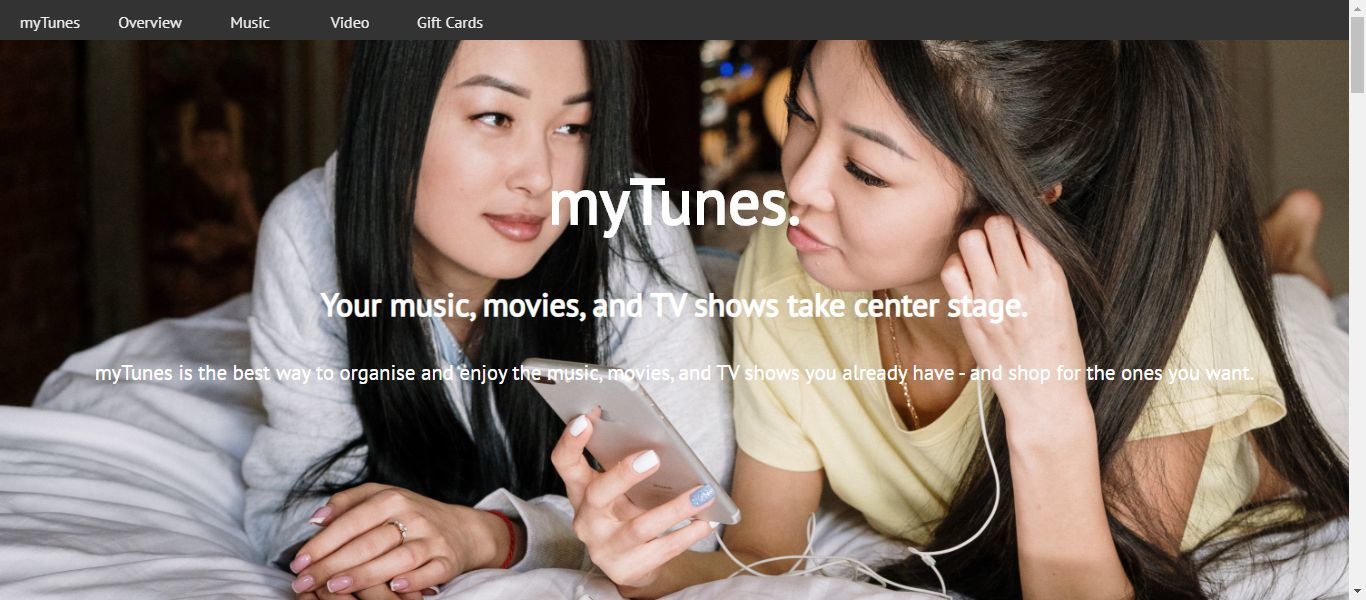 myTunes Overview Music Video Gift Cards
myTunes.
Your music, movies, and TV shows take center stage.
myTunes is the best way to organise and enjoy the music, movies, and TV shows you already have - and shop for the ones you want.